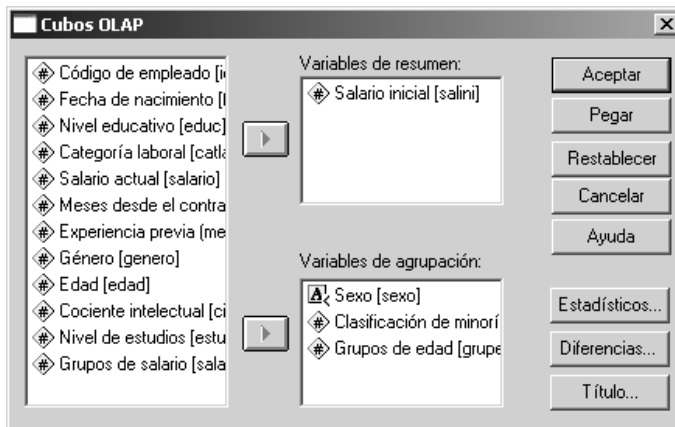 Cubos OLAP
Código de empleado [i
Fecha de nacimiento [
Nivel educativo [educ]
Categoría laboral [catla
Salario actual [salario]
Meses desde el contra
Experiencia previa (me
Género [genero]
Edad [edad]
Cociente intelectual [ci
Nivel de estudios [estu
Grupos de salario [sala
Variables de resumen:
Salario inicial [salini]
Variables de agrupación:
Sexo [sexo]
Clasificación de minorí
Grupos de edad [grupe
Aceptar
Pegar
Restablecer
Cancelar
Ayuda
Estadísticos...
Diferencias...
Título...